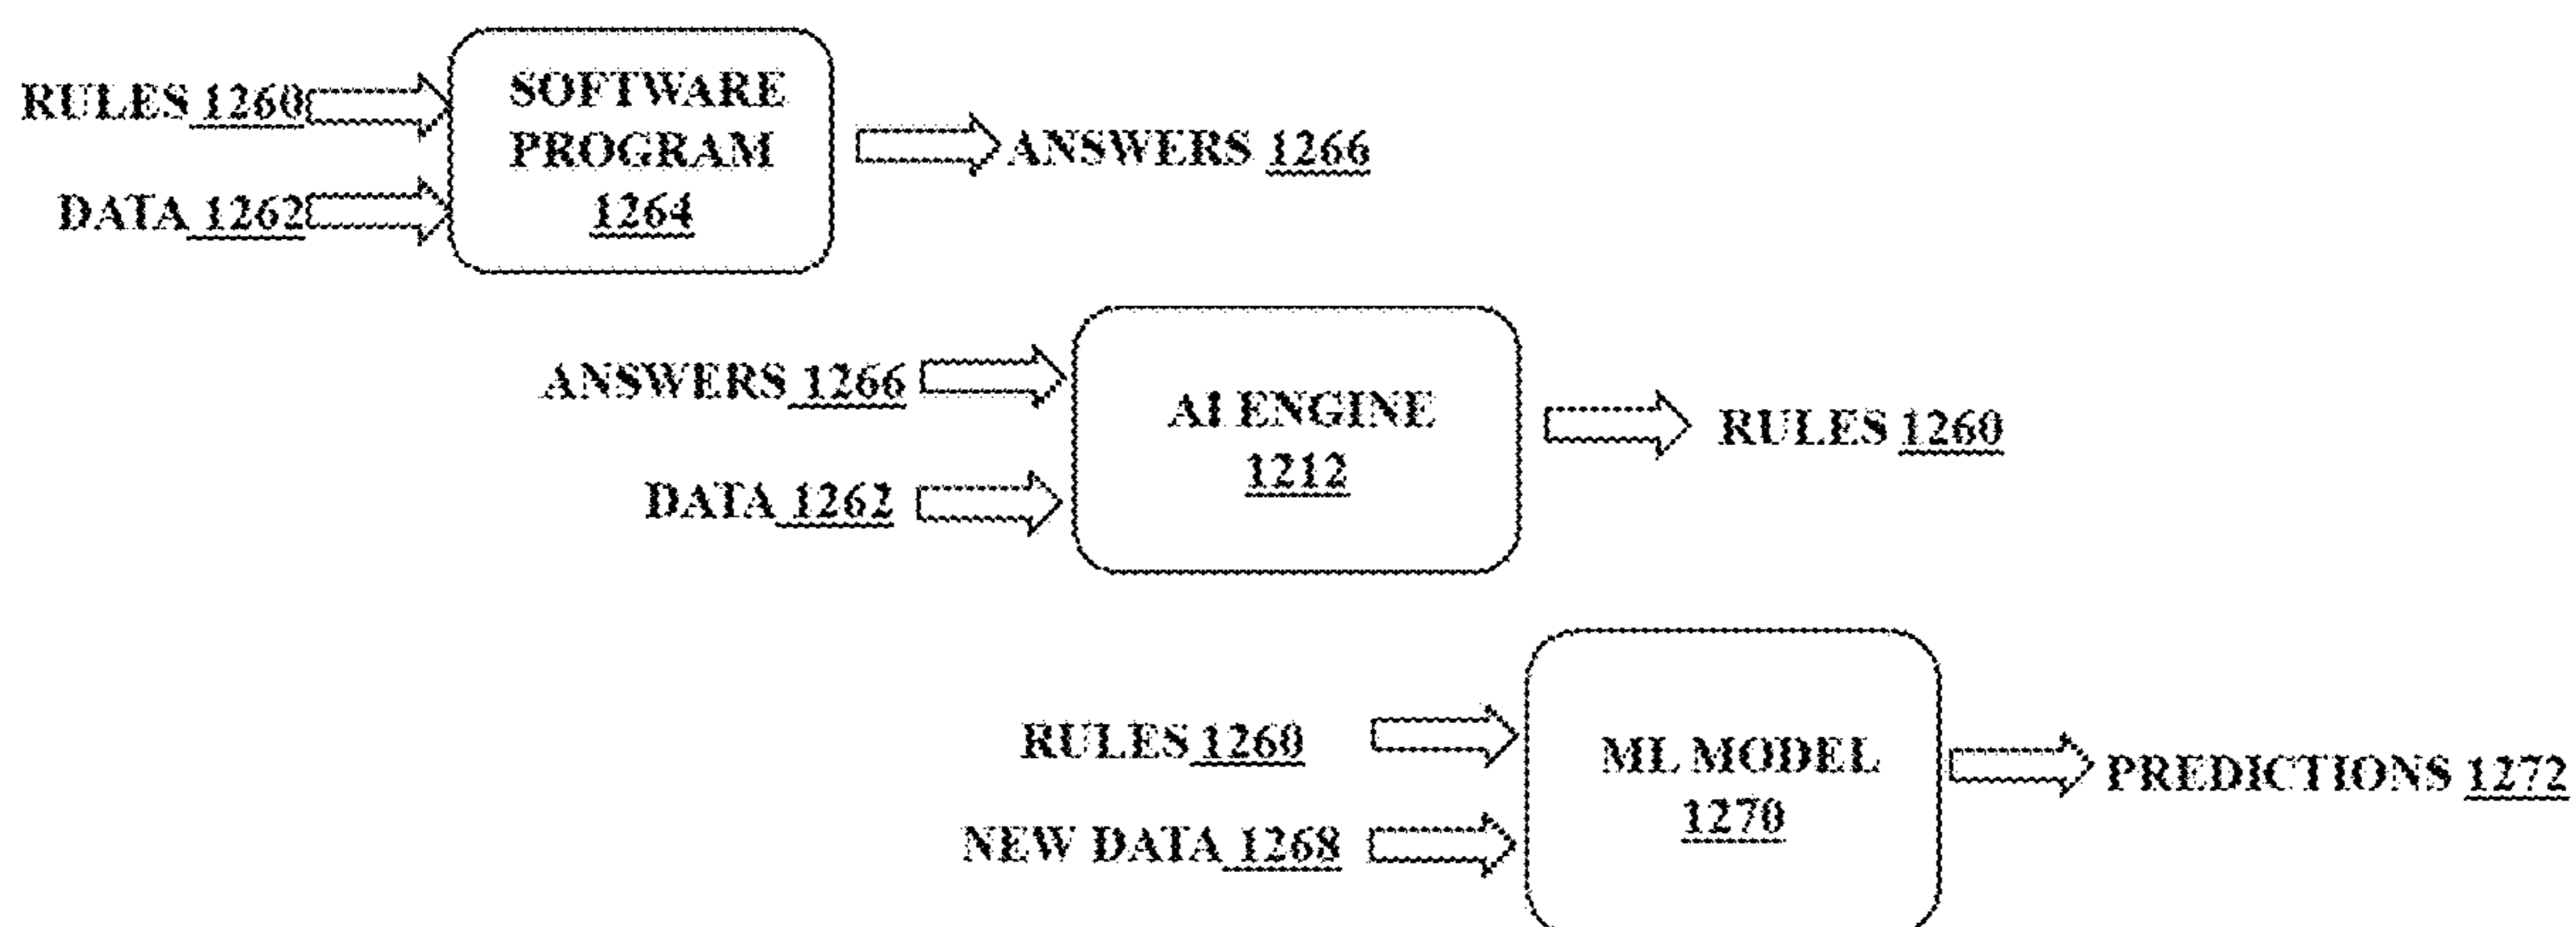 RULES 1260
SOFTWARE
PROGRAM
1264
DATA 1262
ANSWERS 1266
ANSWERS 1266
DATA 1262
AI ENGINE
1212
RULES 1260
RULES 1260
NEW DATA 1268
ML MODEL
1270
PREDICTIONS 1272